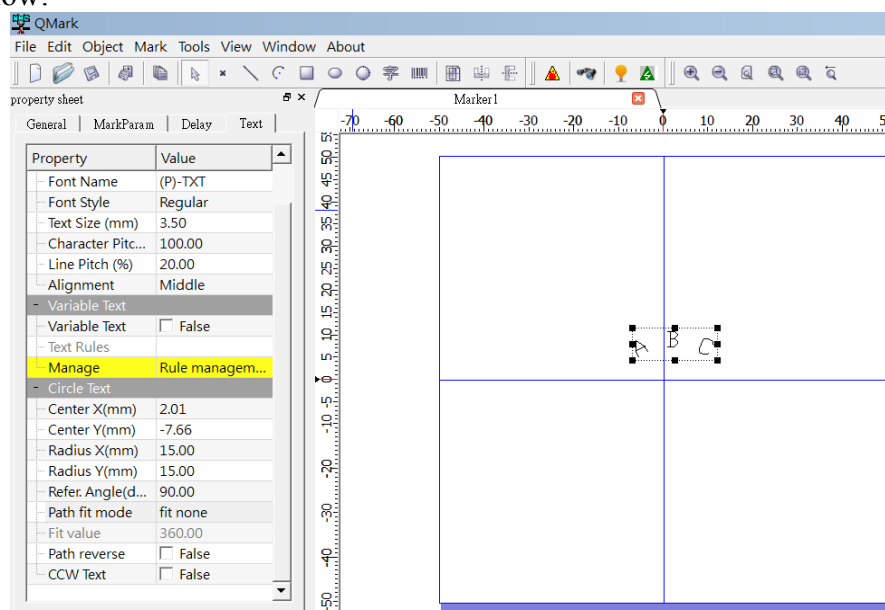 now:
QMark
File Edit Object Mark Tools View Window About
字
property sheet
Marker1
General MarkParam Delay Text
-70 -60 -50 -40 -30 -20 -10 0 10 20 30 40 5
Property Value
Font Name (P)-TXT
Font Style Regular
Text Size (mm) 3.50
Character Pitc... 100.00
Line Pitch (%) 20.00
Alignment Middle
- Variable Text
Variable Text False
Text Rules
Manage Rule managem...
- Circle Text
Center X(mm) 2.01
Center Y(mm) -7.66
Radius X(mm) 15.00
Radius Y(mm) 15.00
Refer. Angle(d... 90.00
Path fit mode fit none
Fit value 360.00
Path reverse False
CCW Text False
55 50 45 40 35 30 25 20 15 10 5 0 -5 -10 -20 -30 -40 -50
A B C